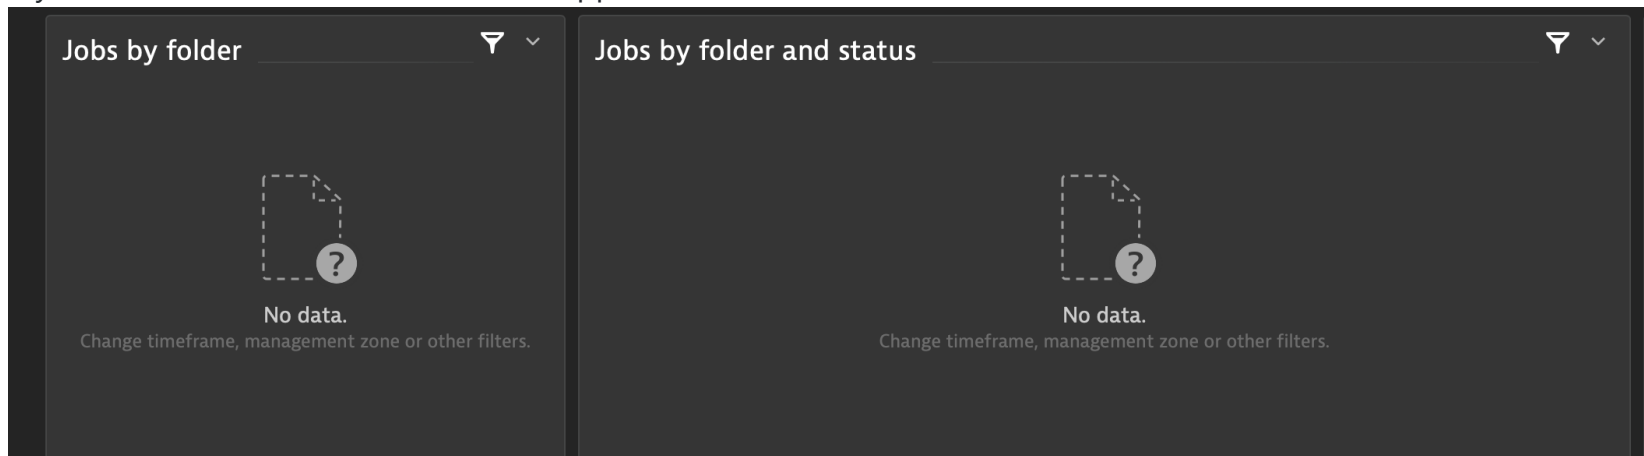 Jobs by folder
Jobs by folder and status
?
No data.
Change timeframe, management zone or other filters.
?
No data.
Change timeframe, management zone or other filters.